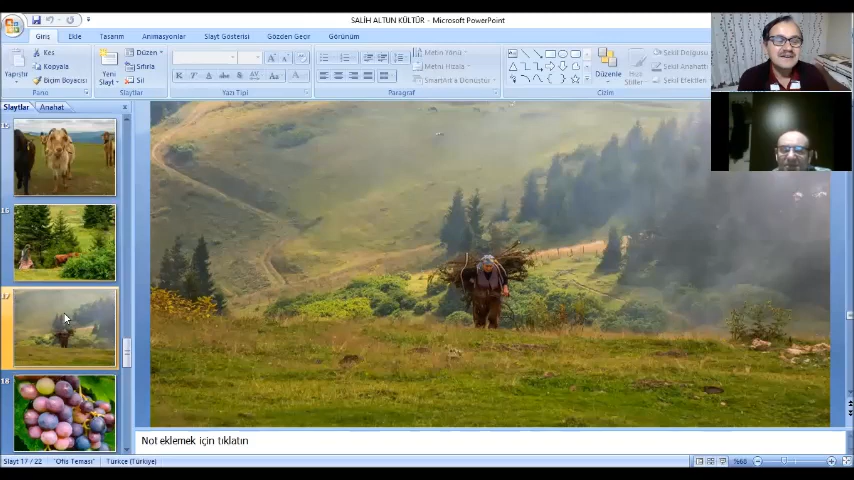 SALİH ALTUN KÜLTÜR - Microsoft PowerPoint
Giriş Ekle Tasarım Animasyonlar Slayt Gösterisi Gözden Geçir Görünüm
Yapıştır
Kes
Kopyala
Biçim Boyacısı
Pano
Yeni
Slayt
Düzen
Sil
Slaytlar
K T A
Aa
Yazı Tipi
Metin Yönü
Metni Hizala
SmartArt'a Dönüştür
Paragraf
Düzenle
Hızlı
Stiller
Şekil Dolgusu
Şekil Anahattı
Şekil Efektleri
Çizim
Slaytlar Anahat
16
17
18
Not eklemek için tıklatın
Slayt 17 / 22 "Ofis Teması" Türkçe (Türkiye) %68